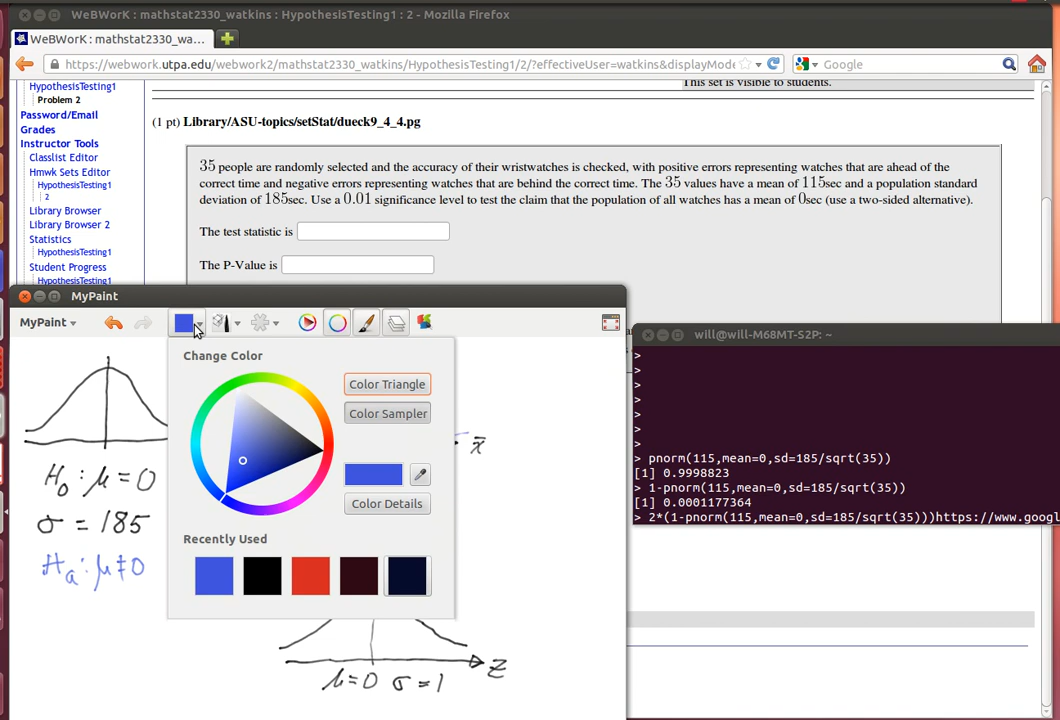 WeBWorK : mathstat2330_watkins : HypothesisTesting1 : 2 - Mozilla Firefox
WeBWorK : mathstat2330_wa...
https://webwork.utpa.edu/webwork2/mathstat2330_watkins/HypothesisTesting1/2/?effectiveUser=watkins&displayMode
Google
HypothesisTesting1
Problem 2
Password/Email
Grades
Instructor Tools
Classlist Editor
Hmwk Sets Editor
HypothesisTesting1
2
Library Browser
Library Browser 2
Statistics
HypothesisTesting1
Student Progress
HypothesisTesting1
This set is visible to students.
(1 pt) Library/ASU-topics/setStat/dueck9_4_4.pg
35 people are randomly selected and the accuracy of their wristwatches is checked, with positive errors representing watches that are ahead of the
correct time and negative errors representing watches that are behind the correct time. The 35 values have a mean of 115sec and a population standard
deviation of 185sec. Use a 0.01 significance level to test the claim that the population of all watches has a mean of 0sec (use a two-sided alternative).
The test statistic is
The P-Value is
MyPaint
MyPaint
Change Color
Color Triangle
Color Sampler
Color Details
Recently Used
H₀ : μ = 0
σ = 185
Hₐ : μ ≠ 0
x̄
z
μ = 0 σ = 1
will@will-M68MT-S2P: ~
>
>
>
>
>
>
>
> pnorm(115,mean=0,sd=185/sqrt(35))
[1] 0.9998823
> 1-pnorm(115,mean=0,sd=185/sqrt(35))
[1] 0.0001177364
> 2*(1-pnorm(115,mean=0,sd=185/sqrt(35)))https://www.googl